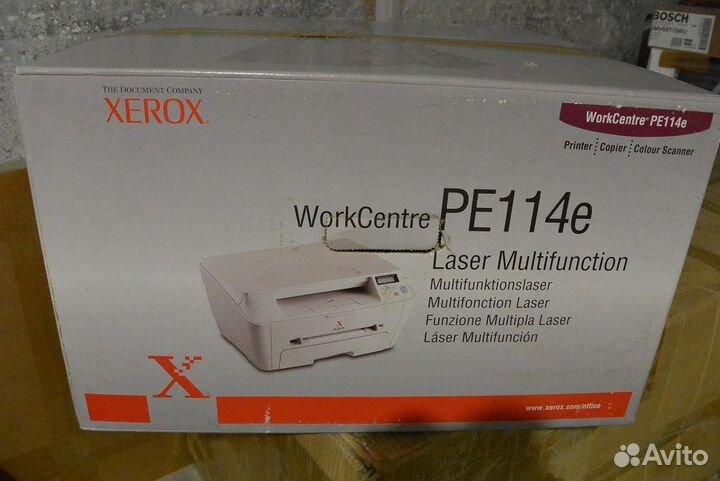 THE DOCUMENT COMPANY
XEROX
WorkCentre PE114e
Printer Copier Colour Scanner
WorkCentre PE114e
Laser Multifunction
Multifunktionslaser
Multifonction Laser
Funzione Multipla Laser
Láser Multifunción
X
XEROX
X
www.xerox.com/office
BOSCH
Avito